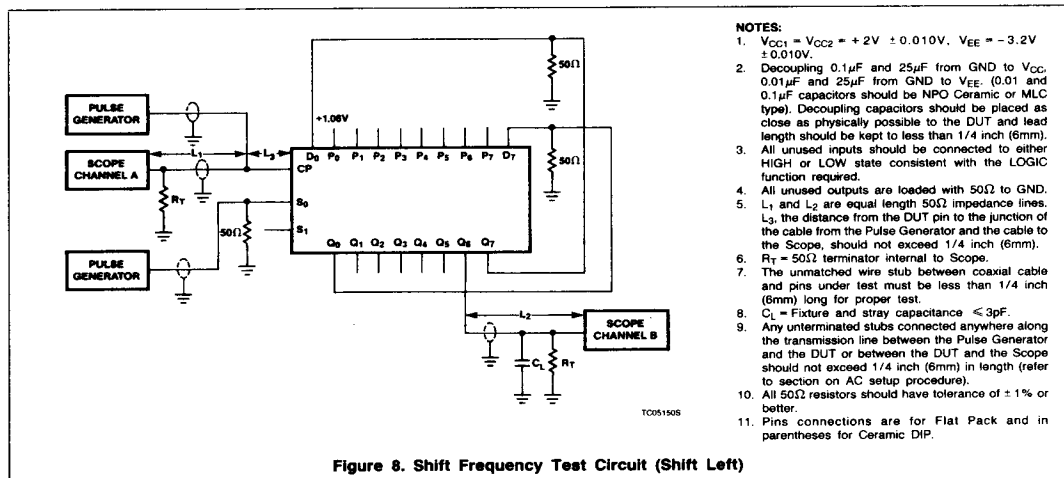 PULSE
GENERATOR
SCOPE
CHANNEL A
PULSE
GENERATOR
L₁
L₃
R_T
50Ω
+1.06V
D₀ P₀ P₁ P₂ P₃ P₄ P₅ P₆ P₇ D₇
CP
S₀
S₁
Q₀ Q₁ Q₂ Q₃ Q₄ Q₅ Q₆ Q₇
50Ω
50Ω
L₂
SCOPE
CHANNEL B
C_L
R_T
TC05150S
NOTES:
1. V_CC1 = V_CC2 = +2V ±0.010V, V_EE = −3.2V
±0.010V.
2. Decoupling 0.1μF and 25μF from GND to V_CC,
0.01μF and 25μF from GND to V_EE. (0.01 and
0.1μF capacitors should be NPO Ceramic or MLC
type). Decoupling capacitors should be placed as
close as physically possible to the DUT and lead
length should be kept to less than 1/4 inch (6mm).
3. All unused inputs should be connected to either
HIGH or LOW state consistent with the LOGIC
function required.
4. All unused outputs are loaded with 50Ω to GND.
5. L₁ and L₂ are equal length 50Ω impedance lines.
L₃, the distance from the DUT pin to the junction of
the cable from the Pulse Generator and the cable to
the Scope, should not exceed 1/4 inch (6mm).
6. R_T = 50Ω terminator internal to Scope.
7. The unmatched wire stub between coaxial cable
and pins under test must be less than 1/4 inch
(6mm) long for proper test.
8. C_L = Fixture and stray capacitance ≤ 3pF.
9. Any unterminated stubs connected anywhere along
the transmission line between the Pulse Generator
and the DUT or between the DUT and the Scope
should not exceed 1/4 inch (6mm) in length (refer
to section on AC setup procedure).
10. All 50Ω resistors should have tolerance of ±1% or
better.
11. Pins connections are for Flat Pack and in
parentheses for Ceramic DIP.
Figure 8. Shift Frequency Test Circuit (Shift Left)